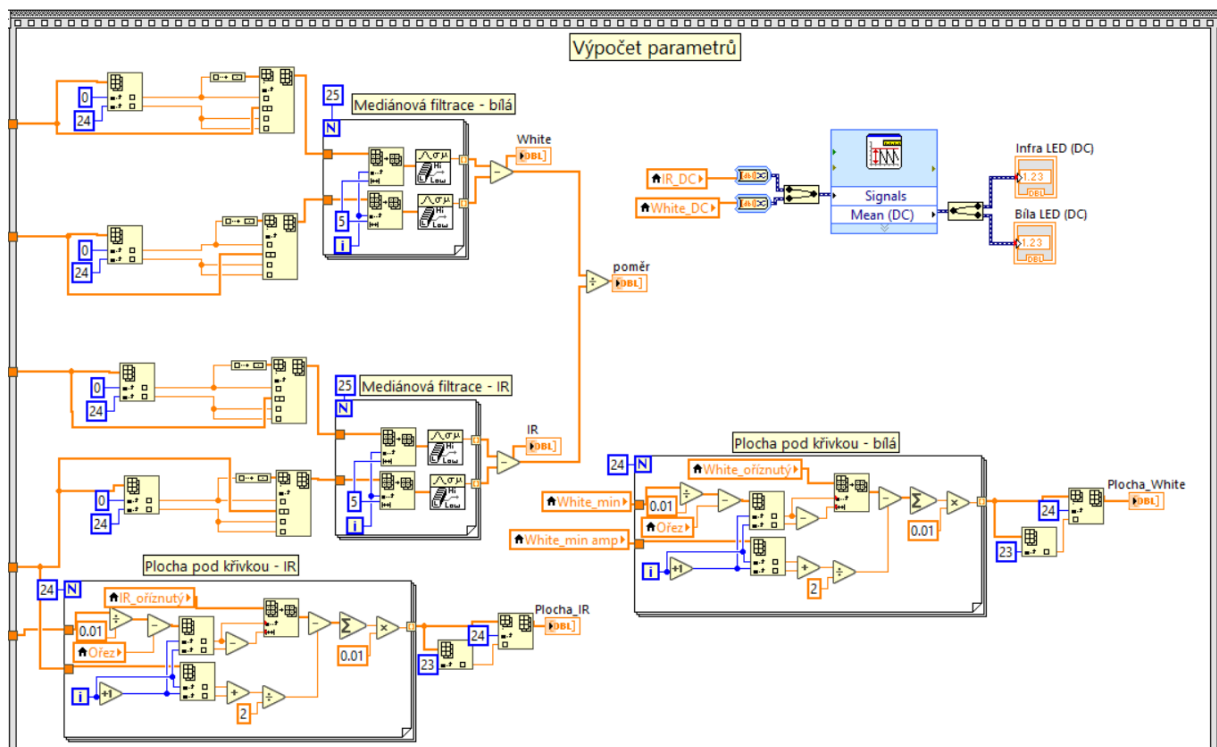 Výpočet parametrů
0
24
25
N
Mediánová filtrace - bílá
5
i
White
DBL]
0
24
poměr
DBL]
IR_DC
White_DC
Signals
Mean (DC)
Infra LED (DC)
1.23
DBL
Bíla LED (DC)
1.23
DBL
0
24
25
N
Mediánová filtrace - IR
5
i
IR
DBL]
0
24
Plocha pod křivkou - bílá
24
N
White_oříznutý
White_min
0.01
Ořez
White_min amp
i
+1
2
0.01
24
23
Plocha_White
DBL]
Plocha pod křivkou - IR
24
N
IR_oříznutý
0.01
Ořez
i
+1
2
0.01
24
23
Plocha_IR
DBL]